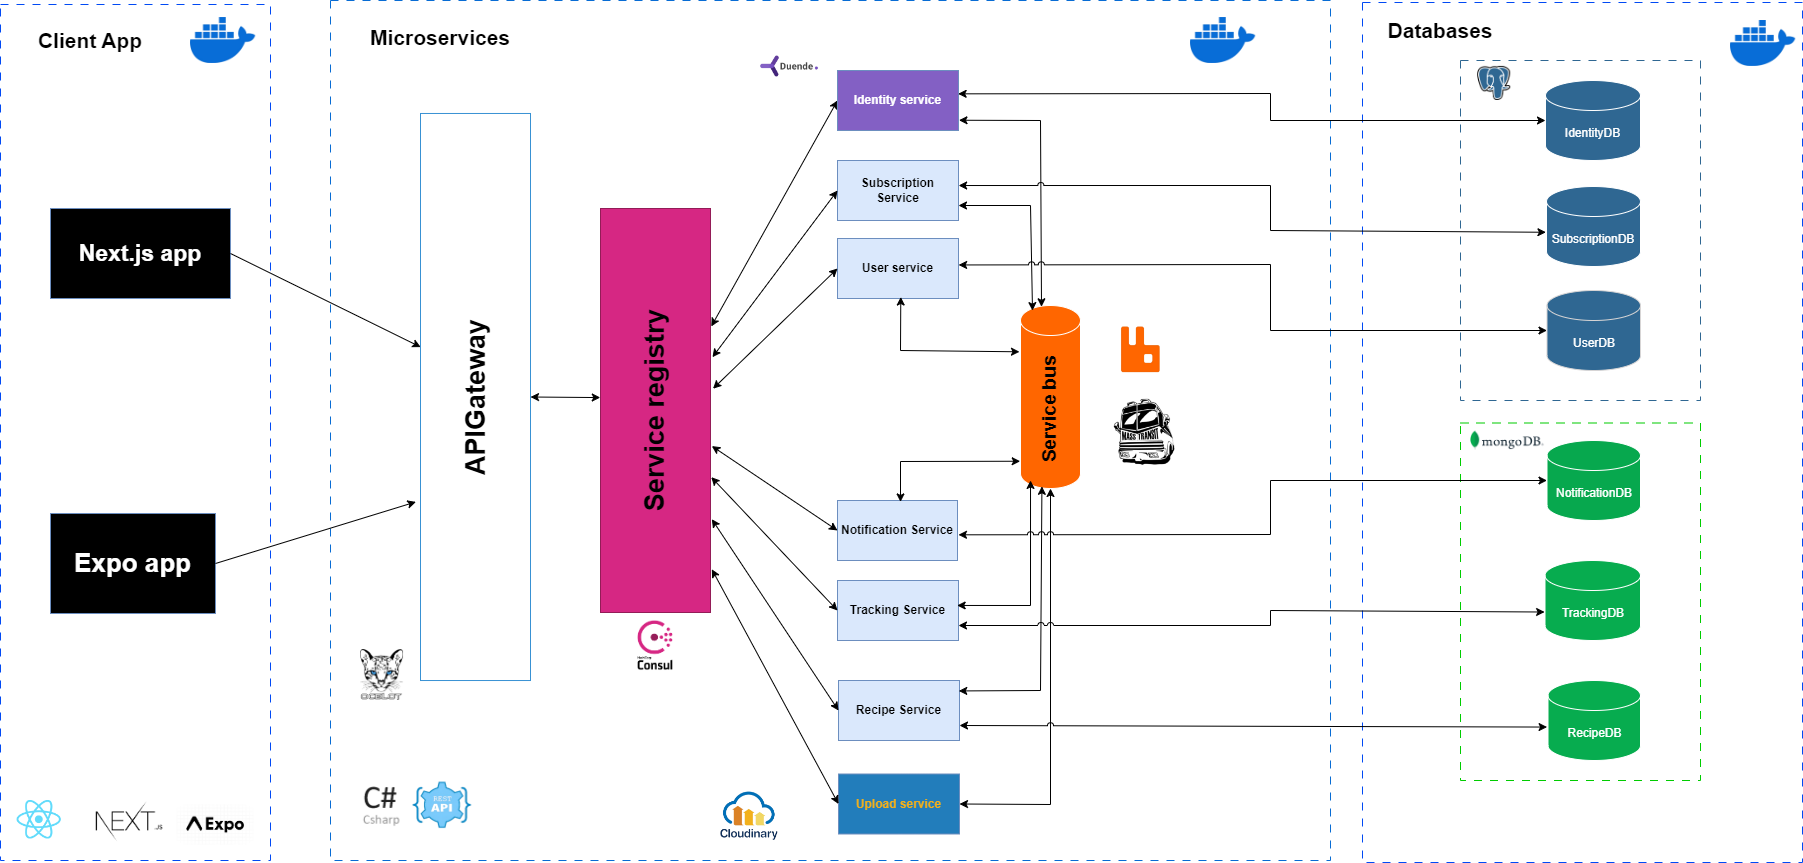 Client App
Next.js app
Expo app
NEXT.JS
Expo
Microservices
APIGateway
OCELOT
C#
Csharp
REST
API
Service registry
HashiCorp
Consul
Duende.
Identity service
Subscription
Service
User service
Notification Service
Tracking Service
Recipe Service
Upload service
Cloudinary
Service bus
MASS TRANSIT
Databases
IdentityDB
SubscriptionDB
UserDB
mongoDB.
NotificationDB
TrackingDB
RecipeDB